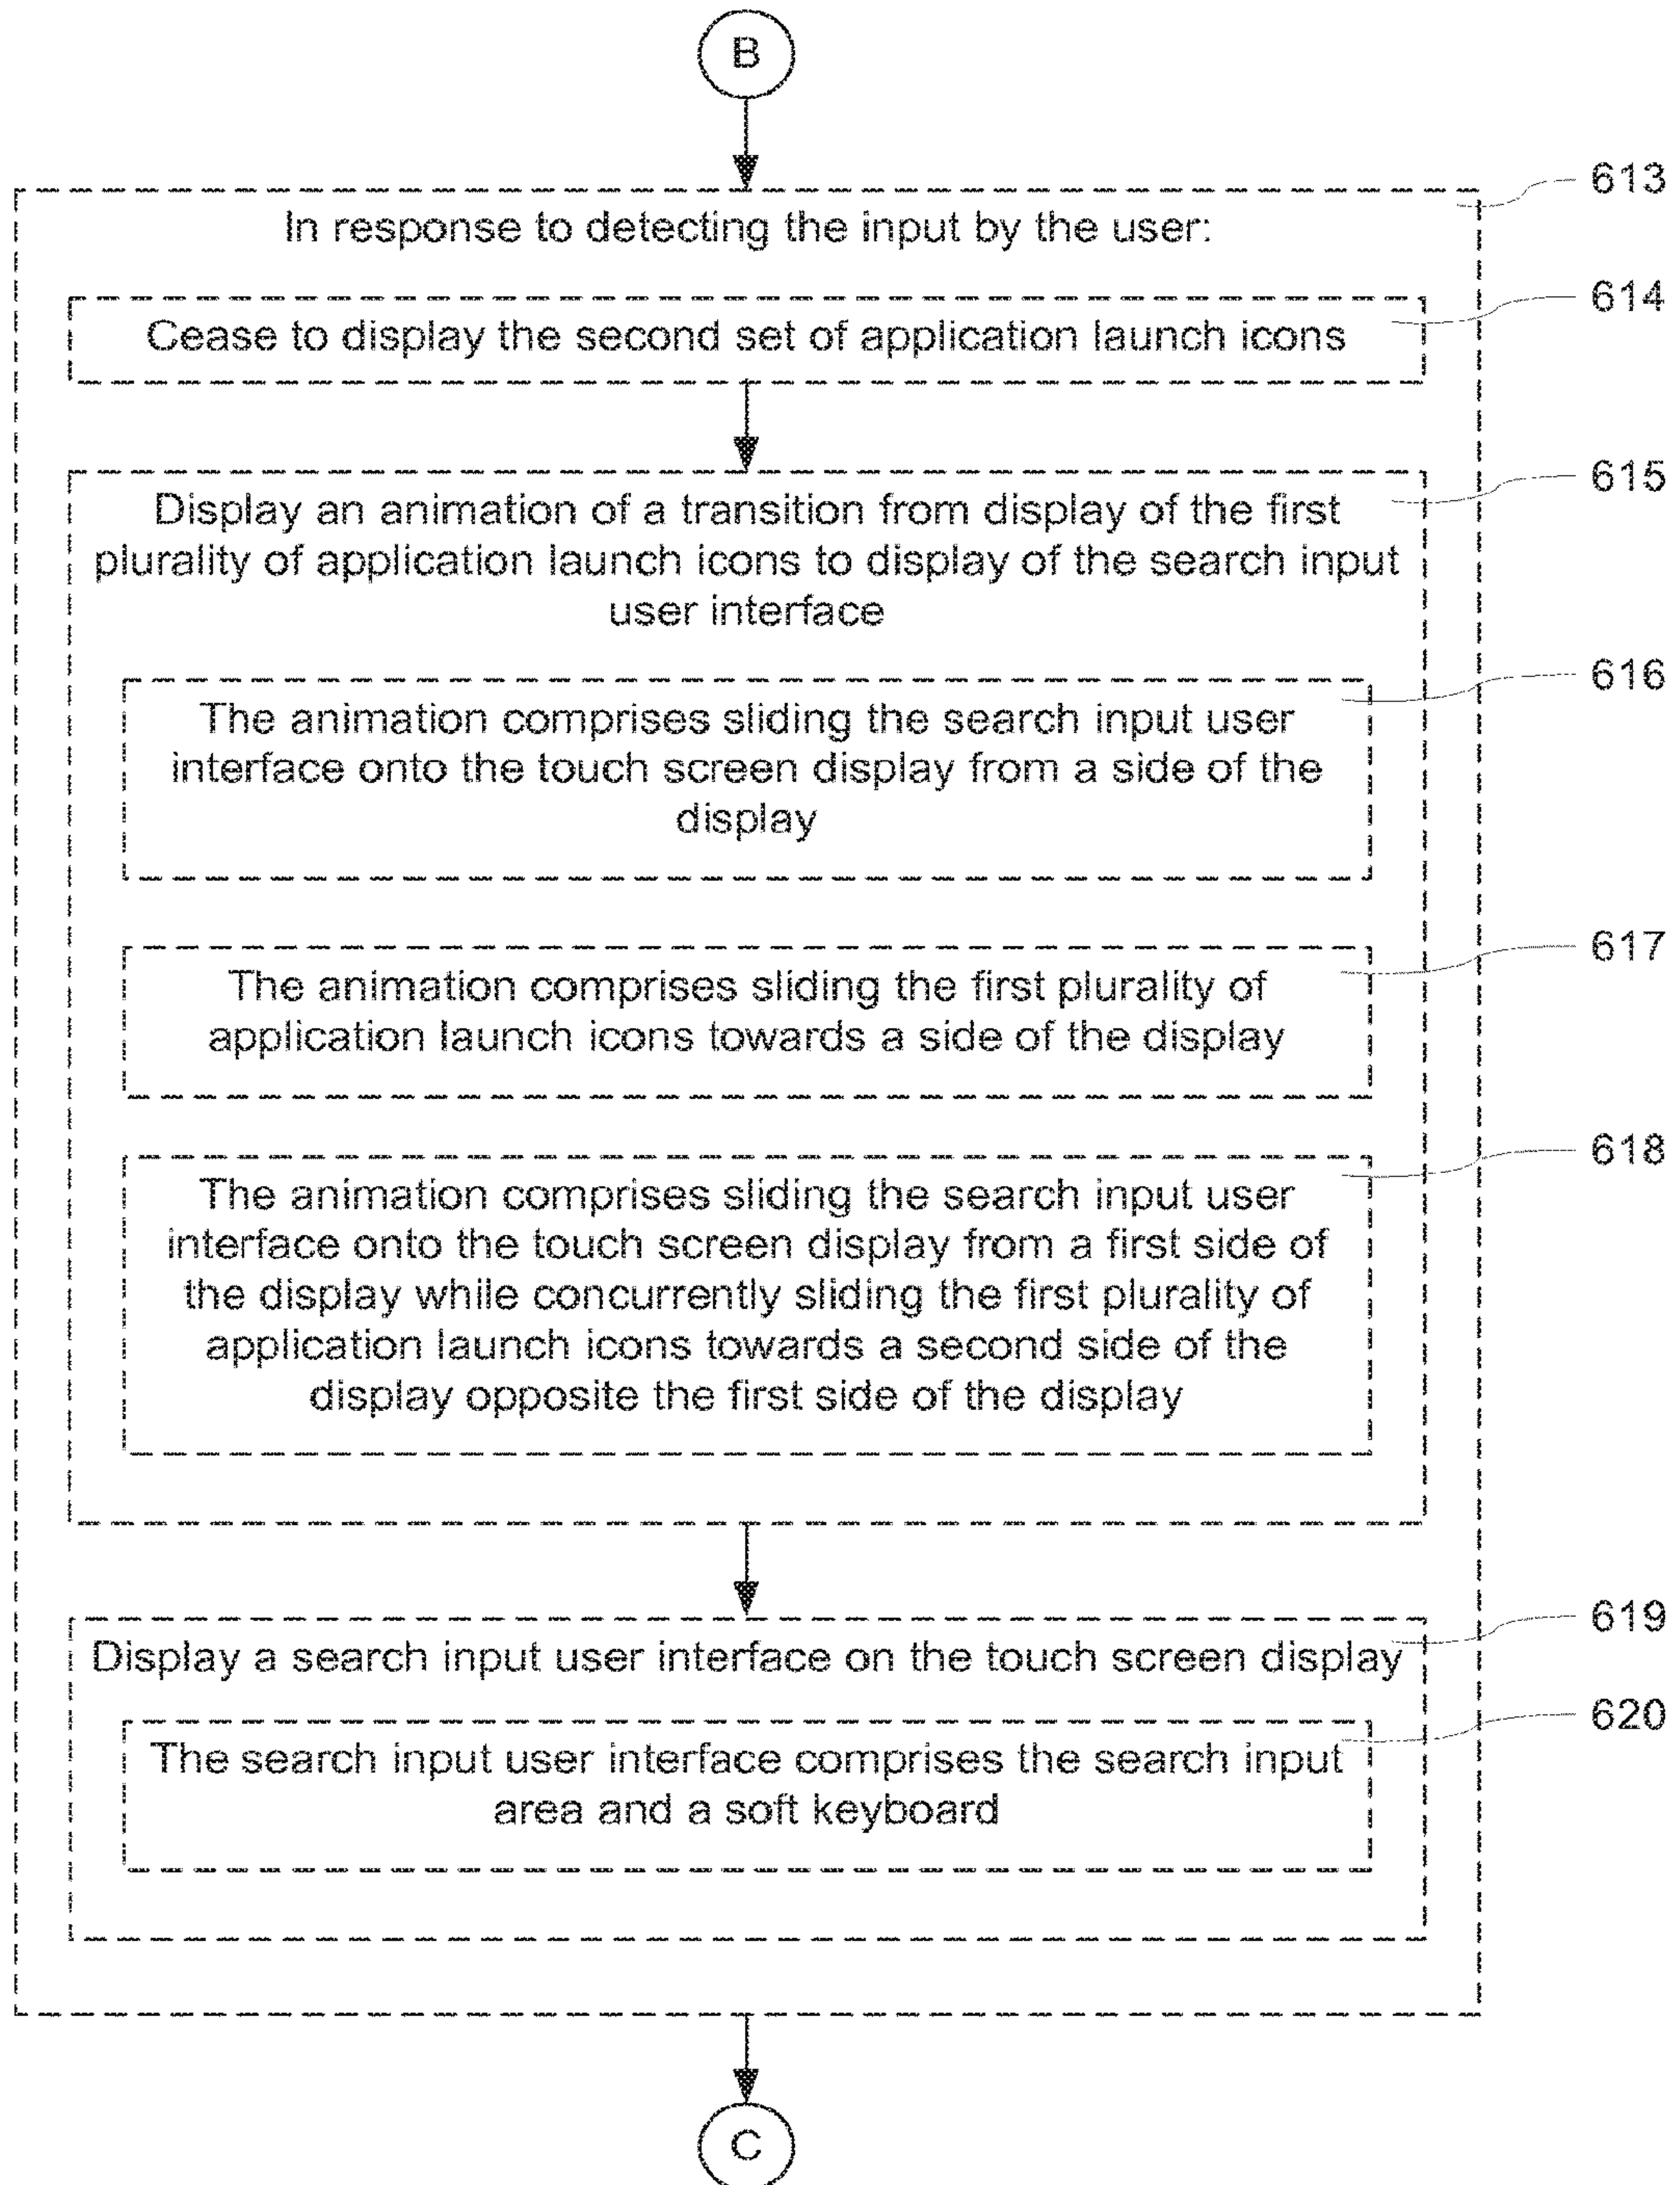 B
613
In response to detecting the input by the user:
614
Cease to display the second set of application launch icons
615
Display an animation of a transition from display of the first
plurality of application launch icons to display of the search input
user interface
616
The animation comprises sliding the search input user
interface onto the touch screen display from a side of the
display
617
The animation comprises sliding the first plurality of
application launch icons towards a side of the display
618
The animation comprises sliding the search input user
interface onto the touch screen display from a first side of
the display while concurrently sliding the first plurality of
application launch icons towards a second side of the
display opposite the first side of the display
619
Display a search input user interface on the touch screen display
620
The search input user interface comprises the search input
area and a soft keyboard
C